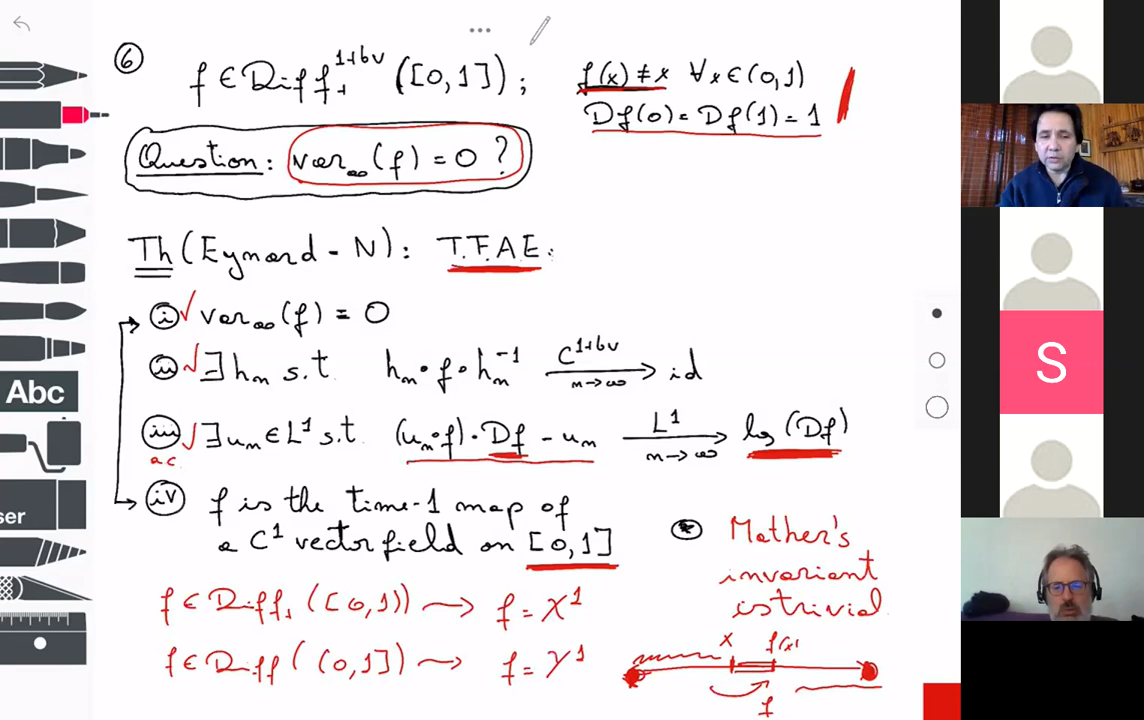 ⑥ f ∈ Diff₊^{1+bv} ([0,1]); f(x) ≠ x ∀x∈(0,1)
Df(0) = Df(1) = 1
Question: var_∞ (f) = 0 ?
Th (Eynard - N): T.F.A.E:
(i) ✓ var_∞ (f) = 0
(ii) ✓ ∃ h_n s.t h_n ∘ f ∘ h_n^{-1} →^{C^{1+bv}}_{n→∞} id
(iii) ✓ ∃ u_n ∈ L¹ s.t. (u_n∘f) · Df - u_n →^{L¹}_{n→∞} log (Df)
a.c.
(iv) f is the time-1 map of
a C¹ vector field on [0,1]
Mather's
invariant
is trivial
f ∈ Diff₊ ([0,1)) → f = X¹
f ∈ Diff ((0,1]) → f = Y¹
x f(x)
f
Abc
ser
S